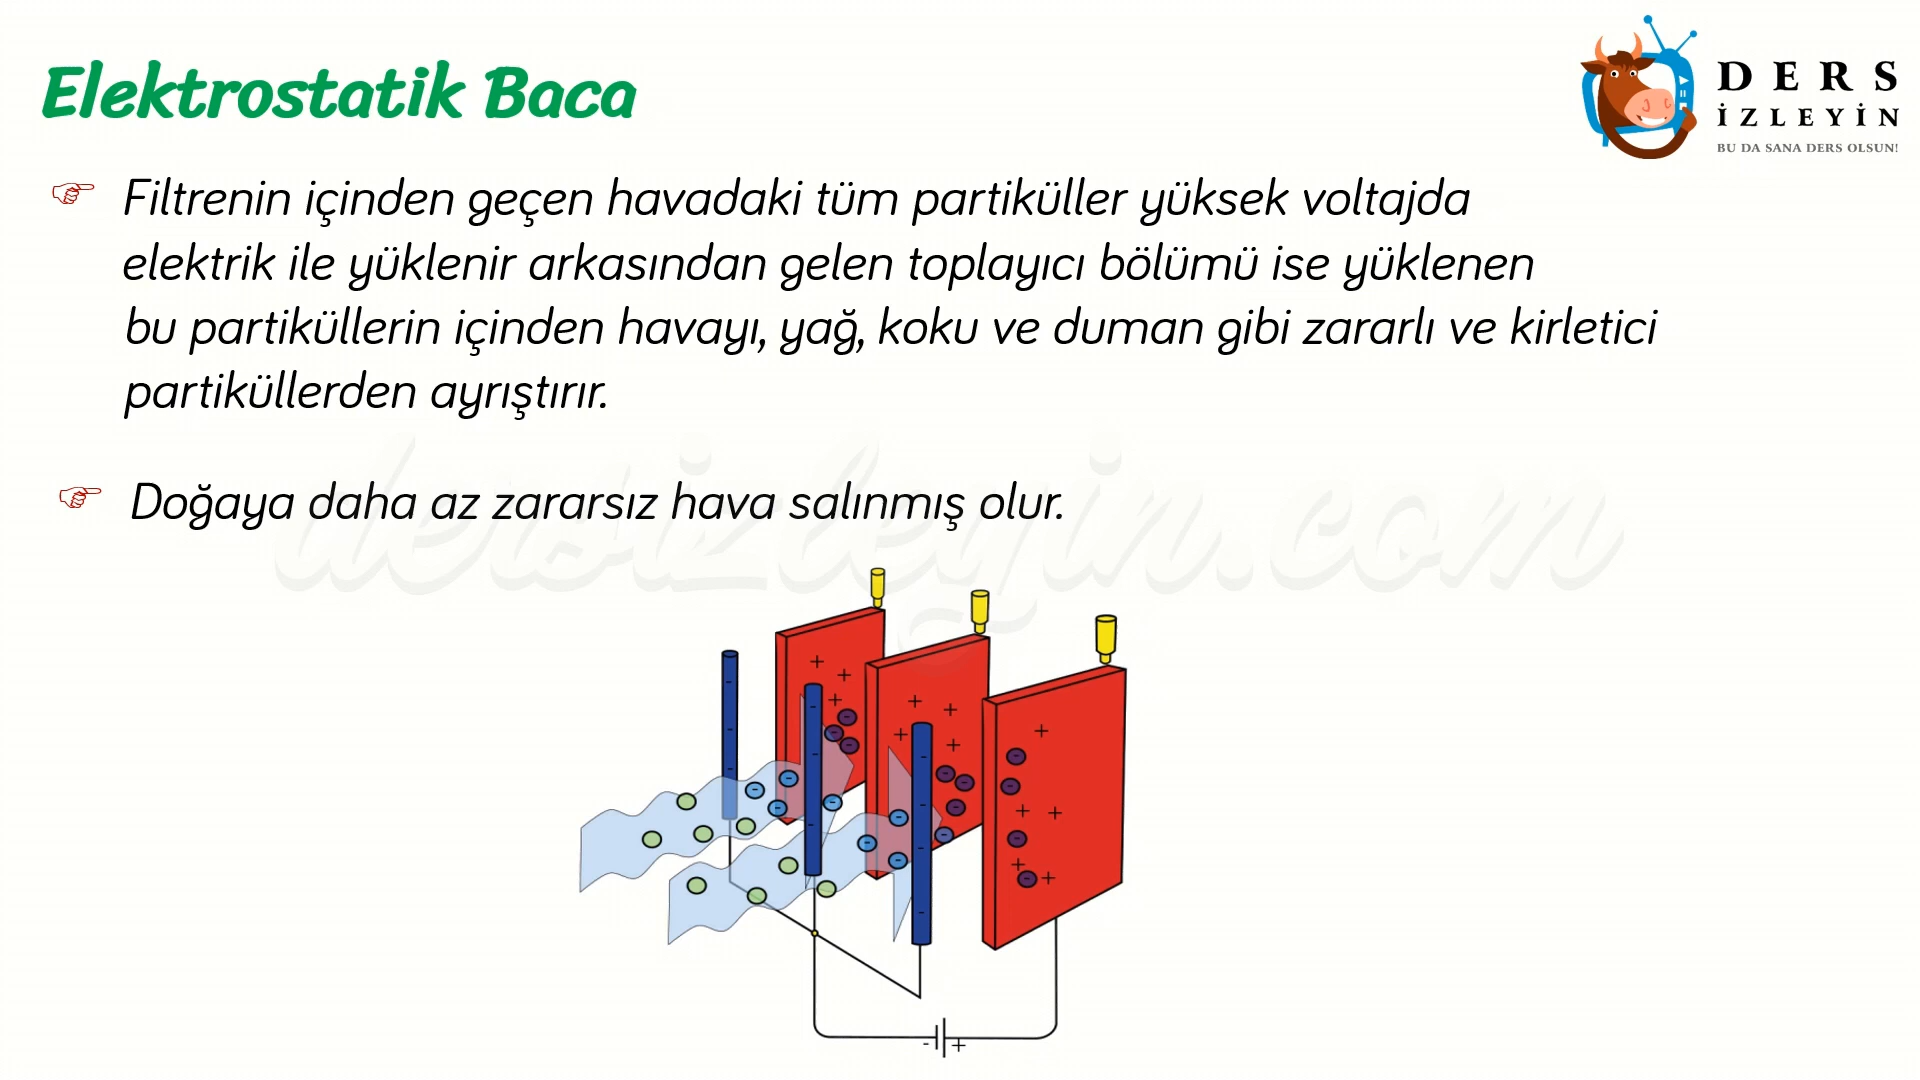 Elektrostatik Baca
DERS
İZLEYİN
BU DA SANA DERS OLSUN!
Filtrenin içinden geçen havadaki tüm partiküller yüksek voltajda
elektrik ile yüklenir arkasından gelen toplayıcı bölümü ise yüklenen
bu partiküllerin içinden havayı, yağ, koku ve duman gibi zararlı ve kirletici
partiküllerden ayrıştırır.
Doğaya daha az zararsız hava salınmış olur.
dersizleyin.com
- +